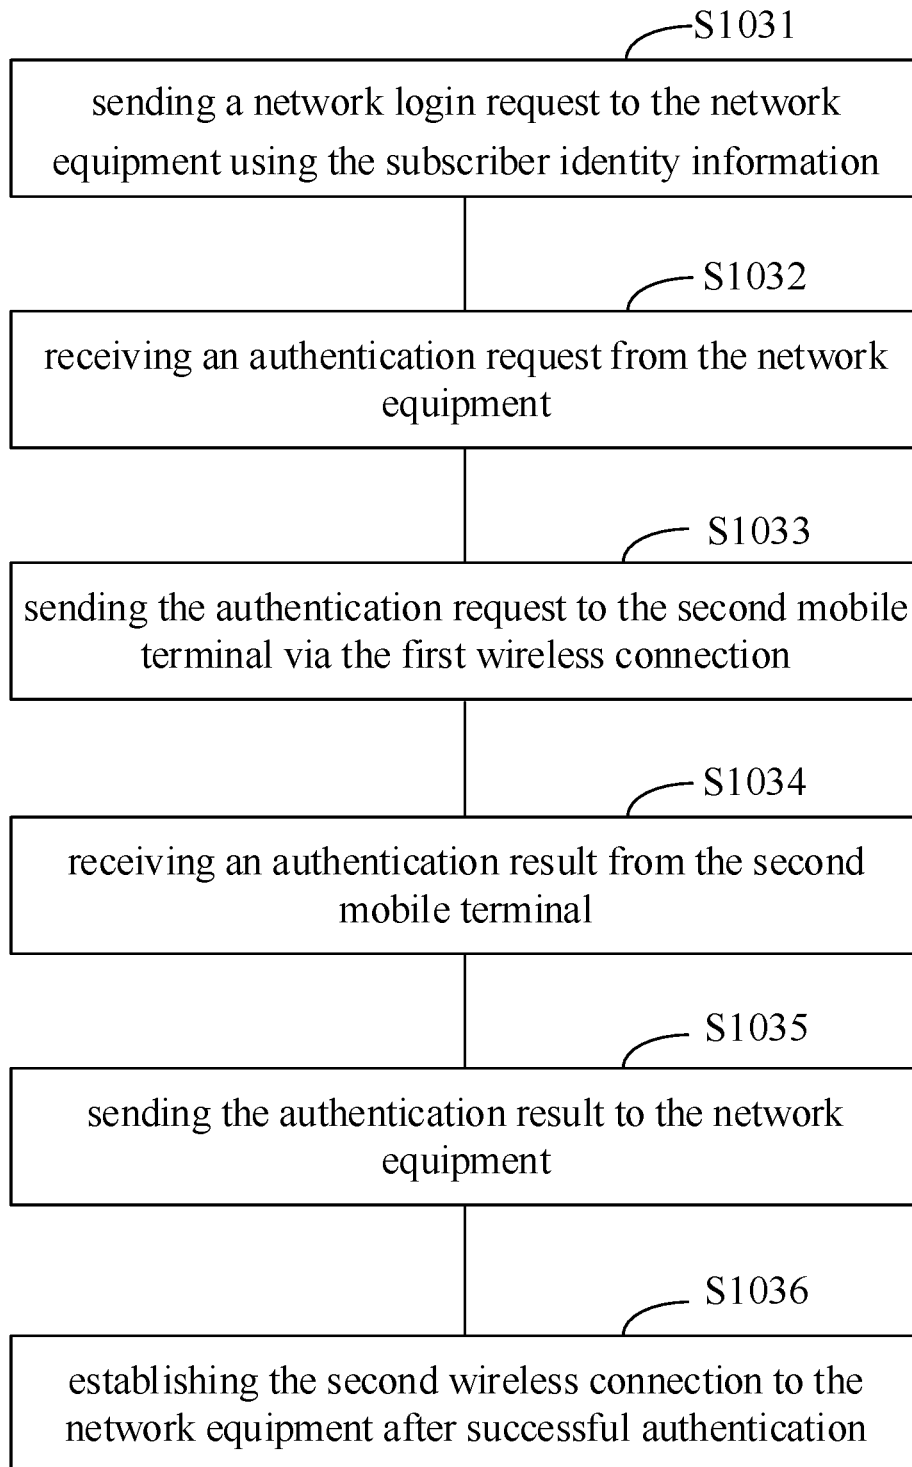 S1031
sending a network login request to the network
equipment using the subscriber identity information
S1032
receiving an authentication request from the network
equipment
S1033
sending the authentication request to the second mobile
terminal via the first wireless connection
S1034
receiving an authentication result from the second
mobile terminal
S1035
sending the authentication result to the network
equipment
S1036
establishing the second wireless connection to the
network equipment after successful authentication